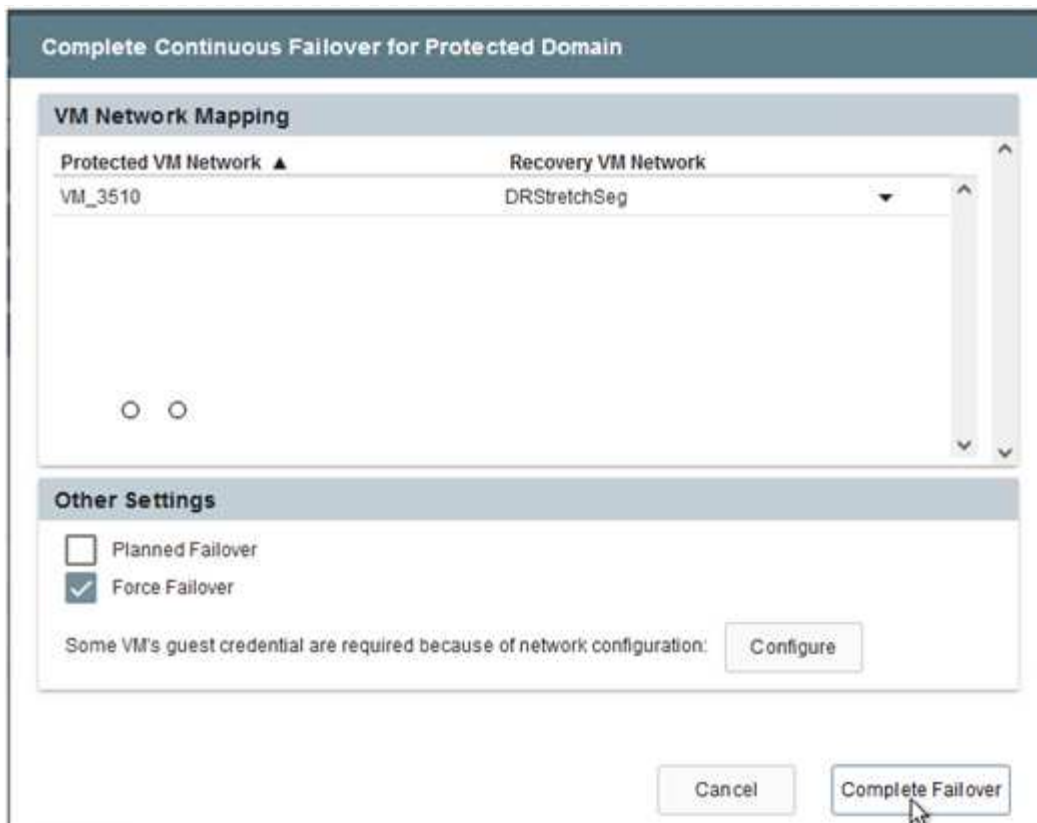 Complete Continuous Failover for Protected Domain
VM Network Mapping
Protected VM Network ▲ Recovery VM Network
VM_3510 DRStretchSeg
Other Settings
Planned Failover
Force Failover
Some VM's guest credential are required because of network configuration: Configure
Cancel Complete Failover